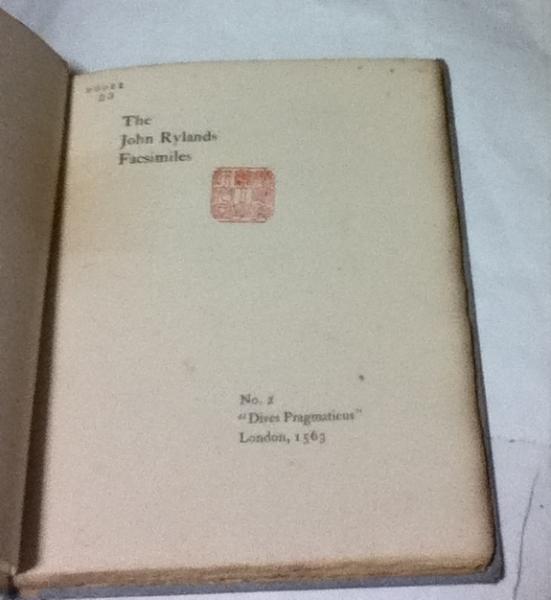 The
John Rylands
Facsimiles
No. 2
"Dives Pragmaticus"
London, 1563